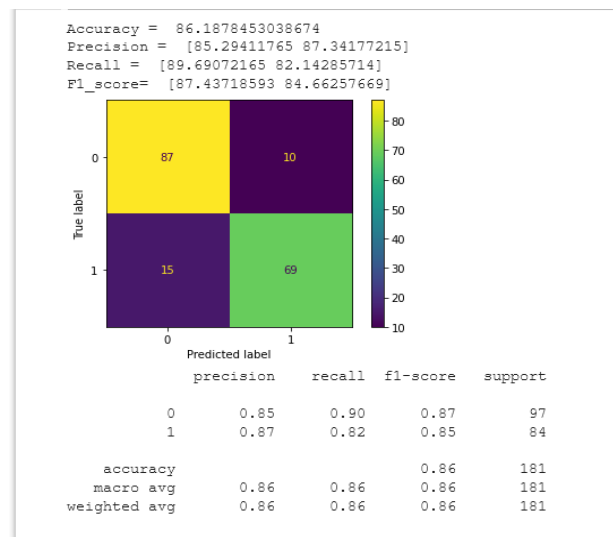 Accuracy =  86.1878453038674
Precision =  [85.29411765 87.34177215]
Recall =  [89.69072165 82.14285714]
F1_score=  [87.43718593 84.66257669]
0 87 10
1 15 69
True label
0 1
Predicted label
80
70
60
50
40
30
20
10
precision recall f1-score support
0 0.85 0.90 0.87 97
1 0.87 0.82 0.85 84
accuracy 0.86 181
macro avg 0.86 0.86 0.86 181
weighted avg 0.86 0.86 0.86 181